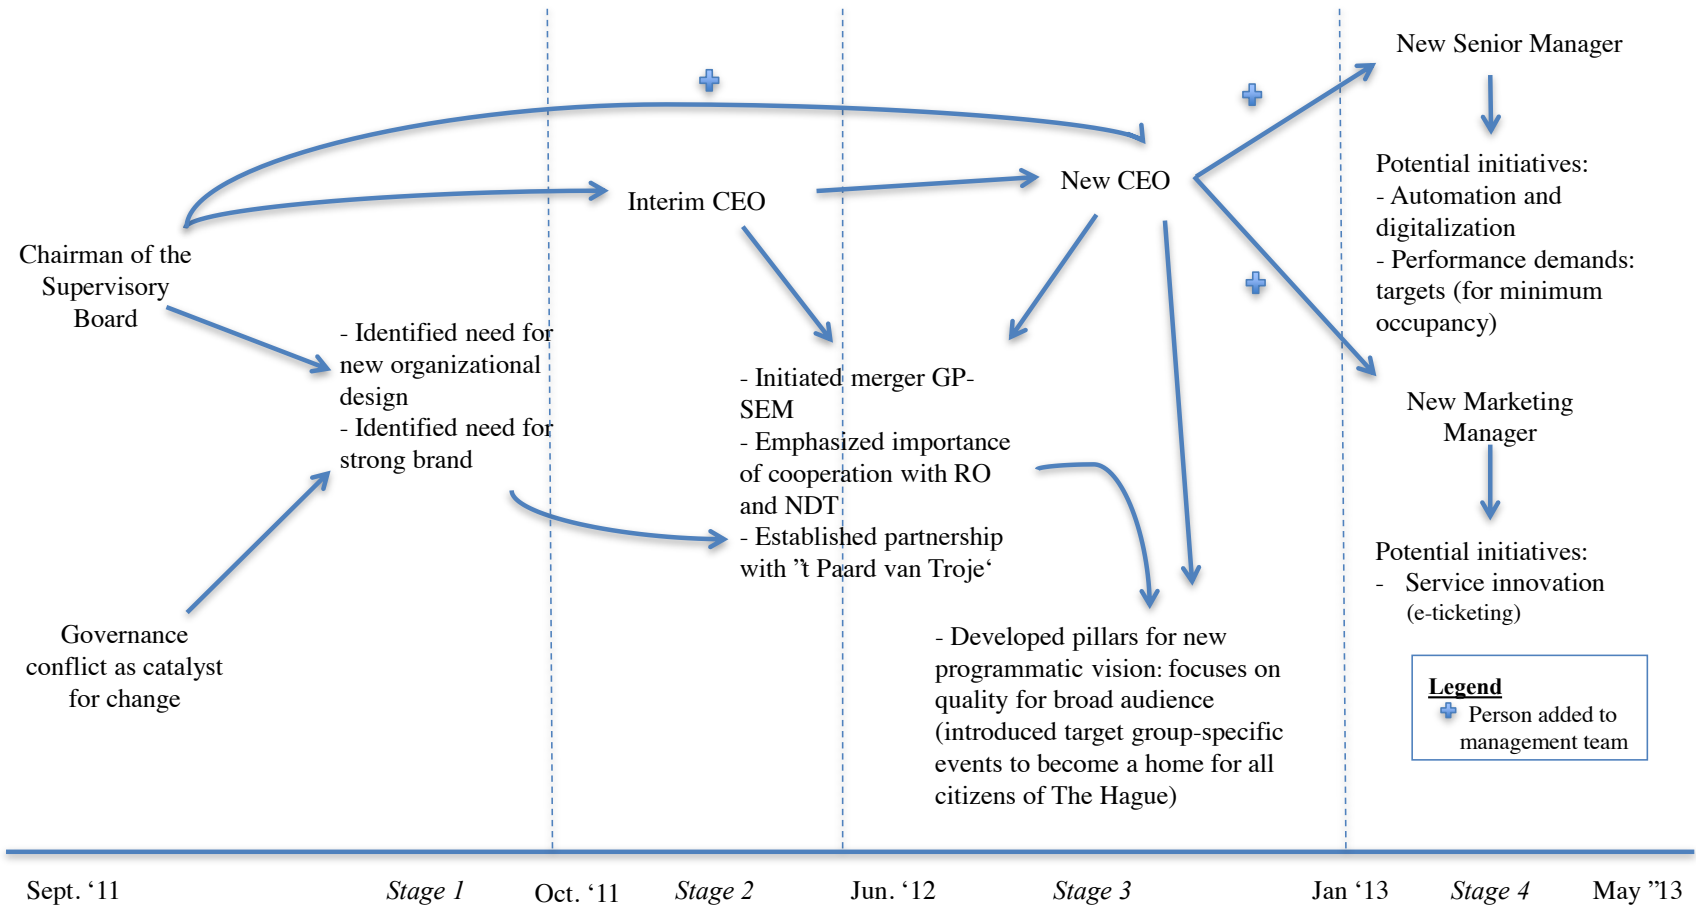 Chairman of the
Supervisory
Board
Governance
conflict as catalyst
for change
- Identified need for
new organizational
design
- Identified need for
strong brand
Interim CEO
- Initiated merger GP-
SEM
- Emphasized importance
of cooperation with RO
and NDT
- Established partnership
with ”t Paard van Troje‘
New CEO
- Developed pillars for new
programmatic vision: focuses on
quality for broad audience
(introduced target group-specific
events to become a home for all
citizens of The Hague)
New Senior Manager
Potential initiatives:
- Automation and
digitalization
- Performance demands:
targets (for minimum
occupancy)
New Marketing
Manager
Potential initiatives:
- Service innovation
(e-ticketing)
Legend
Person added to
management team
Sept. ‘11 Stage 1 Oct. ‘11 Stage 2 Jun. ‘12 Stage 3 Jan ‘13 Stage 4 May ”13